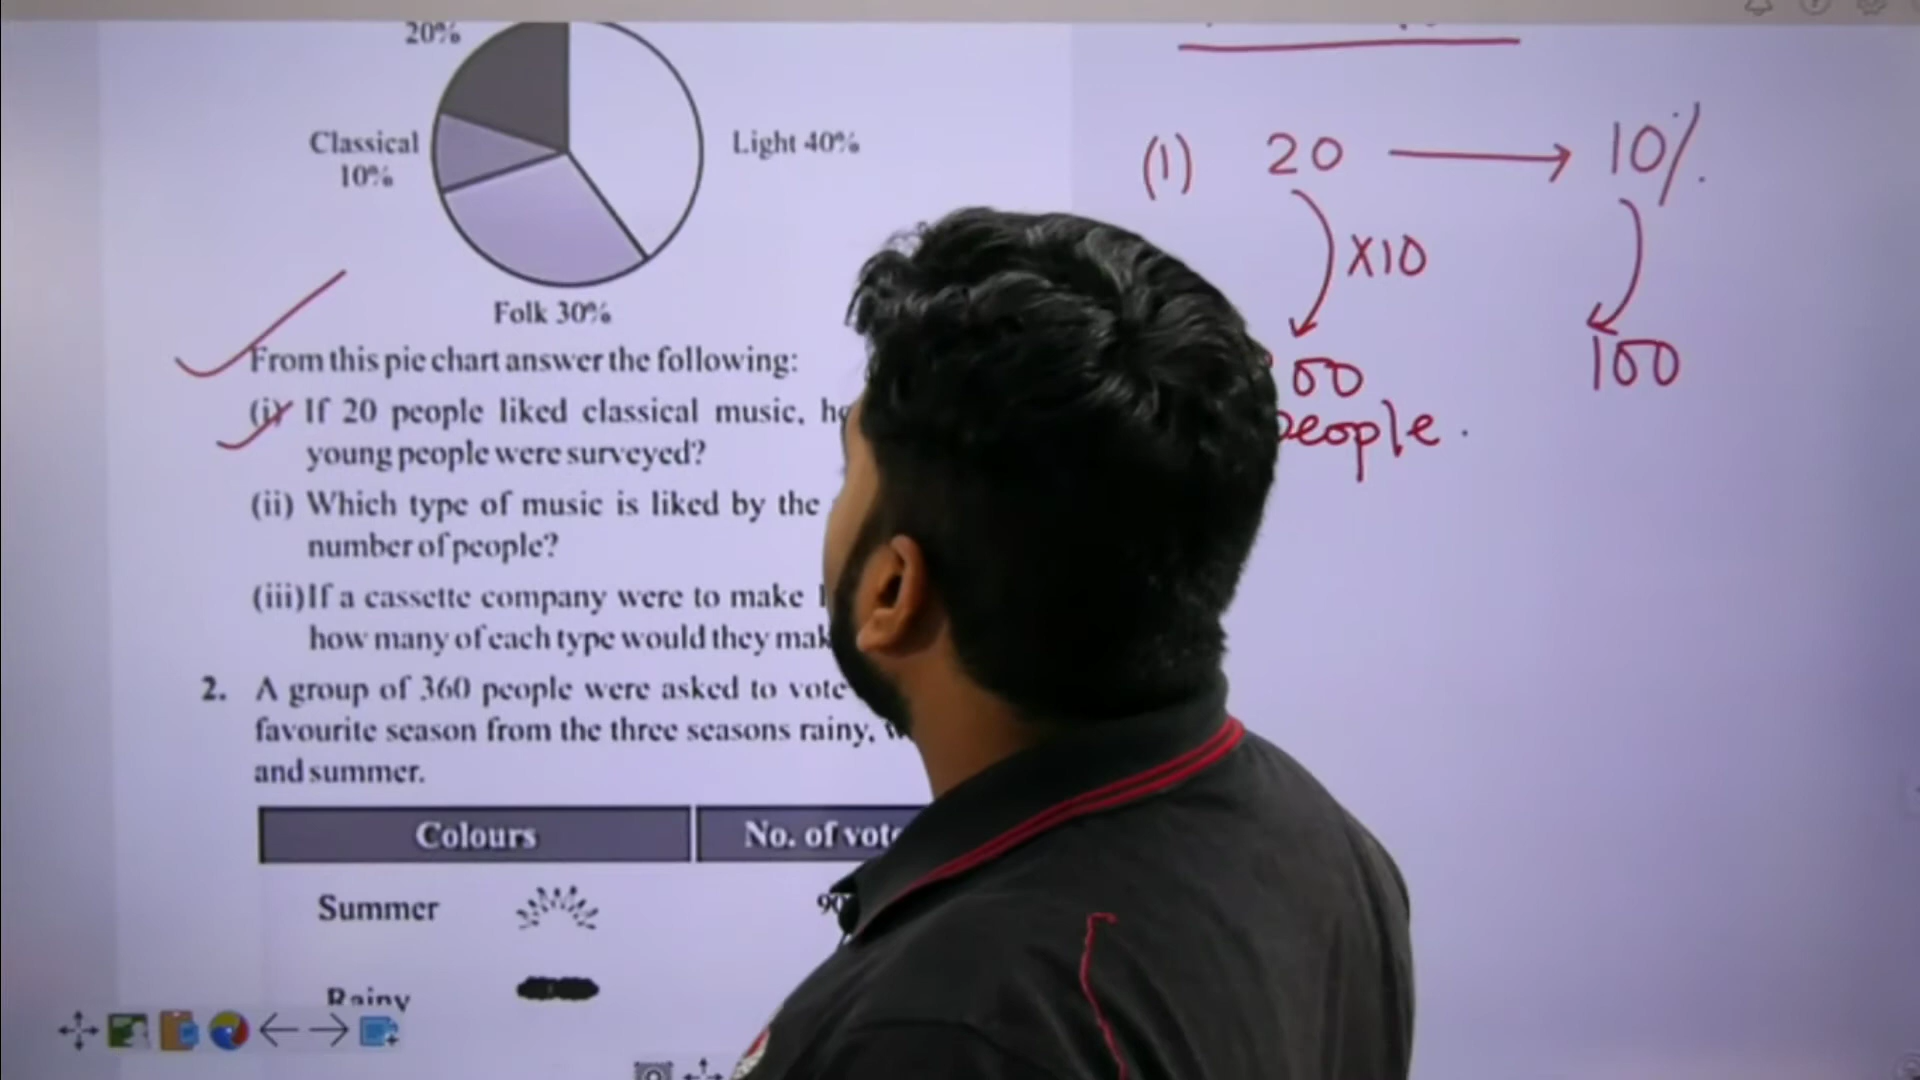 20%
Classical
10%
Light 40%
Folk 30%
From this pie chart answer the following:
(i) If 20 people liked classical music,
young people were surveyed?
(ii) Which type of music is liked by the
number of people?
(iii) If a cassette company were to make
how many of each type would they
2. A group of 360 people were asked to vote
favourite season from the three seasons rainy,
and summer.
Colours No. of
Summer 90
Rainy
(1) 20 → 10%
×10
00 100
people.